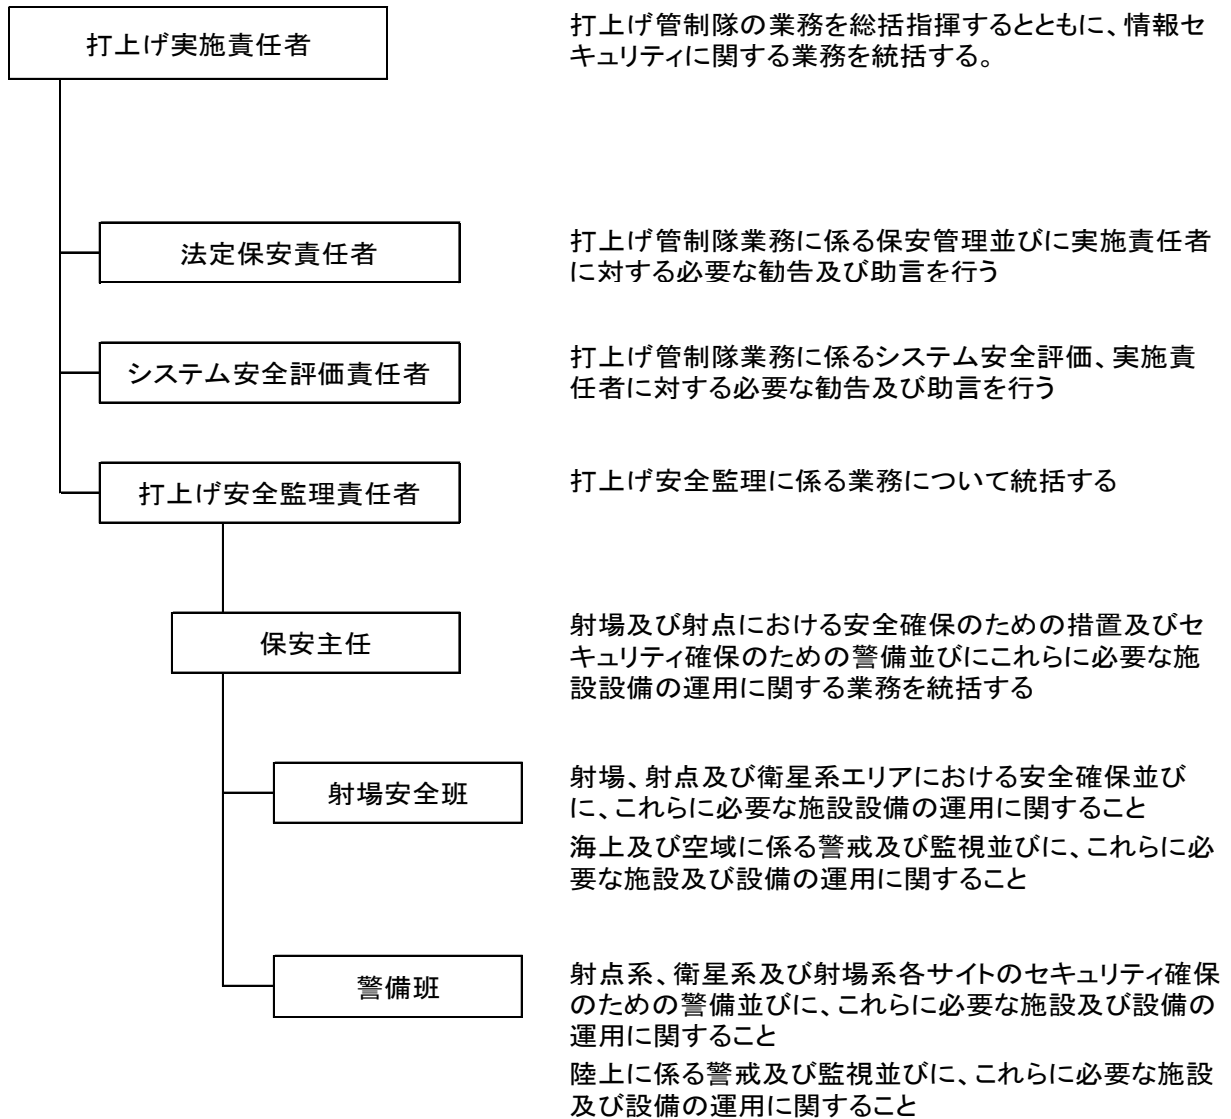 打上げ実施責任者
打上げ管制隊の業務を総括指揮するとともに、情報セ
キュリティに関する業務を統括する。
法定保安責任者
打上げ管制隊業務に係る保安管理並びに実施責任者
に対する必要な勧告及び助言を行う
システム安全評価責任者
打上げ管制隊業務に係るシステム安全評価、実施責
任者に対する必要な勧告及び助言を行う
打上げ安全監理責任者
打上げ安全監理に係る業務について統括する
保安主任
射場及び射点における安全確保のための措置及びセ
キュリティ確保のための警備並びにこれらに必要な施
設設備の運用に関する業務を統括する
射場安全班
射場、射点及び衛星系エリアにおける安全確保並び
に、これらに必要な施設設備の運用に関すること
海上及び空域に係る警戒及び監視並びに、これらに必
要な施設及び設備の運用に関すること
警備班
射点系、衛星系及び射場系各サイトのセキュリティ確保
のための警備並びに、これらに必要な施設及び設備の
運用に関すること
陸上に係る警戒及び監視並びに、これらに必要な施設
及び設備の運用に関すること